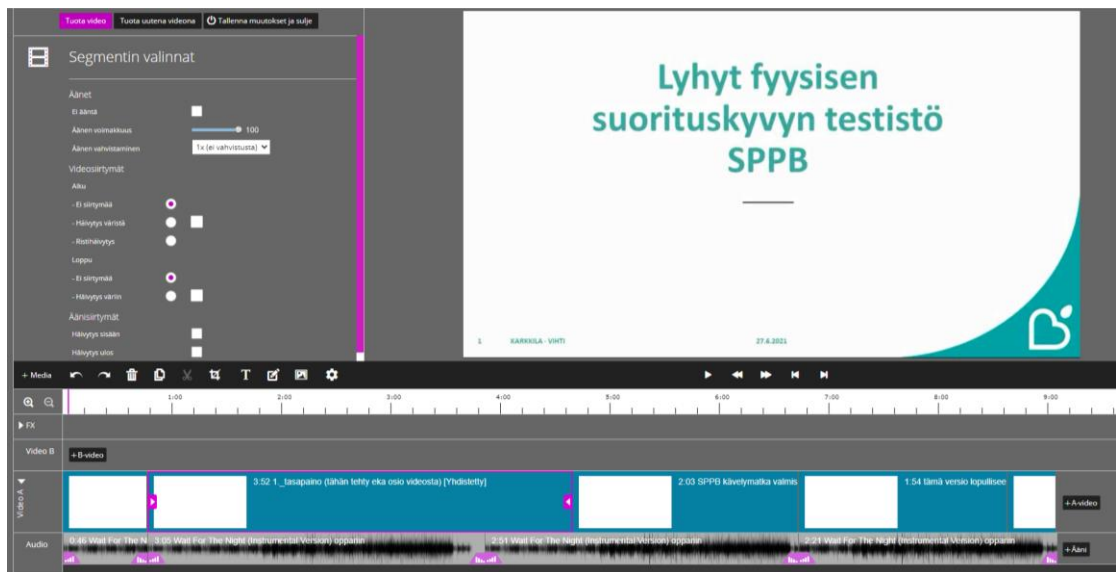 Tuota video Tuota uutena videona Tallenna muutokset ja sulje
Segmentin valinnat
Äänet
Ei ääntä
Äänen voimakkuus 100
Äänen vahvistaminen 1x (ei vahvistusta)
Videosiirtymät
Alku
- Ei siirtymää
- Häivytys väristä
- Ristihäivytys
Loppu
- Ei siirtymää
- Häivytys väriin
Äänisiirtymät
Häivytys sisään
Häivytys ulos
Lyhyt fyysisen
suorituskyvyn testistö
SPPB
1 KARKKILA - VIHTI 27.6.2021
+ Media T
1:00 2:00 3:00 4:00 5:00 6:00 7:00 8:00 9:00
FX
Video B +B-video
Video A 3:52 1._tasapaino (tähän tehty eka osio videosta) [Yhdistetty] 2:03 SPPB kävelymatka valmis 1:54 tämä versio lopullisee +A-video
Audio 0:46 Wait For The N 3:05 Wait For The Night (Instrumental Version) oppanin 2:51 Wait For The Night (Instrumental Version) oppanin 2:21 Wait For The Night (Instrumental Version) oppanin +Ääni